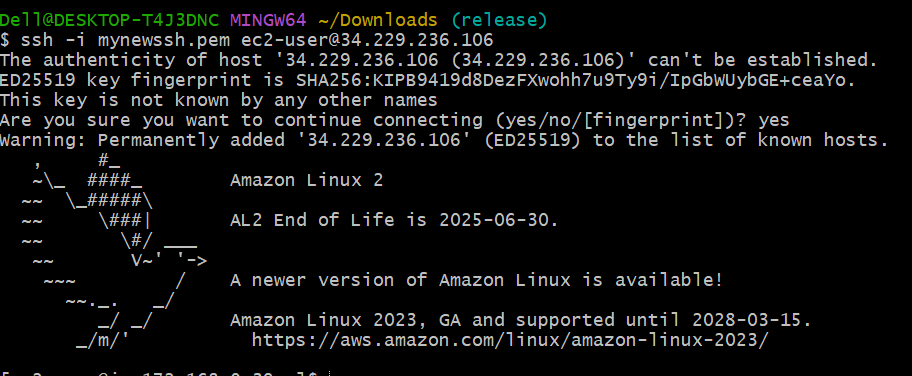 Dell@DESKTOP-T4J3DNC MINGW64 ~/Downloads (release)
$ ssh -i mynewssh.pem ec2-user@34.229.236.106
The authenticity of host '34.229.236.106 (34.229.236.106)' can't be established.
ED25519 key fingerprint is SHA256:KIPB9419d8DezFXwohh7u9Ty9i/IpGbWUybGE+ceaYo.
This key is not known by any other names
Are you sure you want to continue connecting (yes/no/[fingerprint])? yes
Warning: Permanently added '34.229.236.106' (ED25519) to the list of known hosts.
   ,     #_
   ~\_  ####_        Amazon Linux 2
  ~~  \_#####\
  ~~     \###|       AL2 End of Life is 2025-06-30.
  ~~       \#/ ___
   ~~       V~' '->
    ~~~         /    A newer version of Amazon Linux is available!
      ~~._.   _/
         _/ _/       Amazon Linux 2023, GA and supported until 2028-03-15.
       _/m/'           https://aws.amazon.com/linux/amazon-linux-2023/